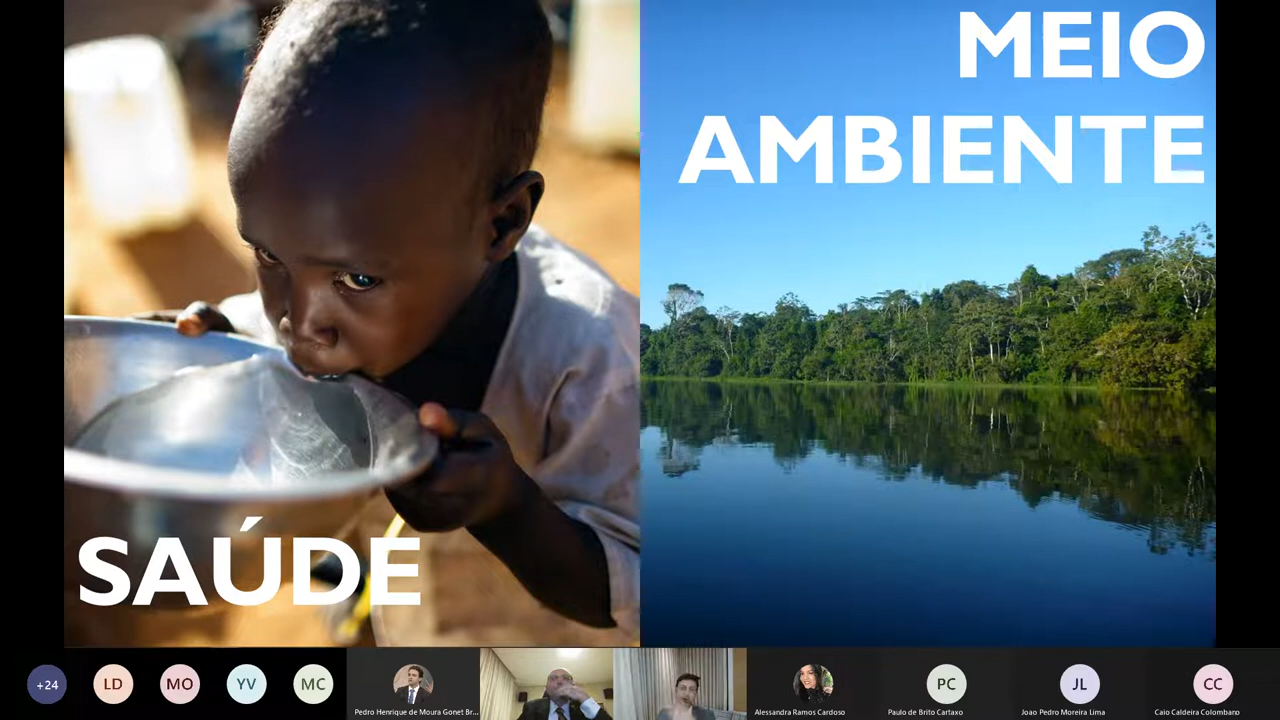 MEIO
AMBIENTE
SAÚDE
+24
LD
MO
YV
MC
Pedro Henrique de Moura Gonet Br...
Alessandra Ramos Cardoso
PC
Paulo de Brito Cartaxo
JL
Joao Pedro Moreira Lima
CC
Caio Caldeira Colombano